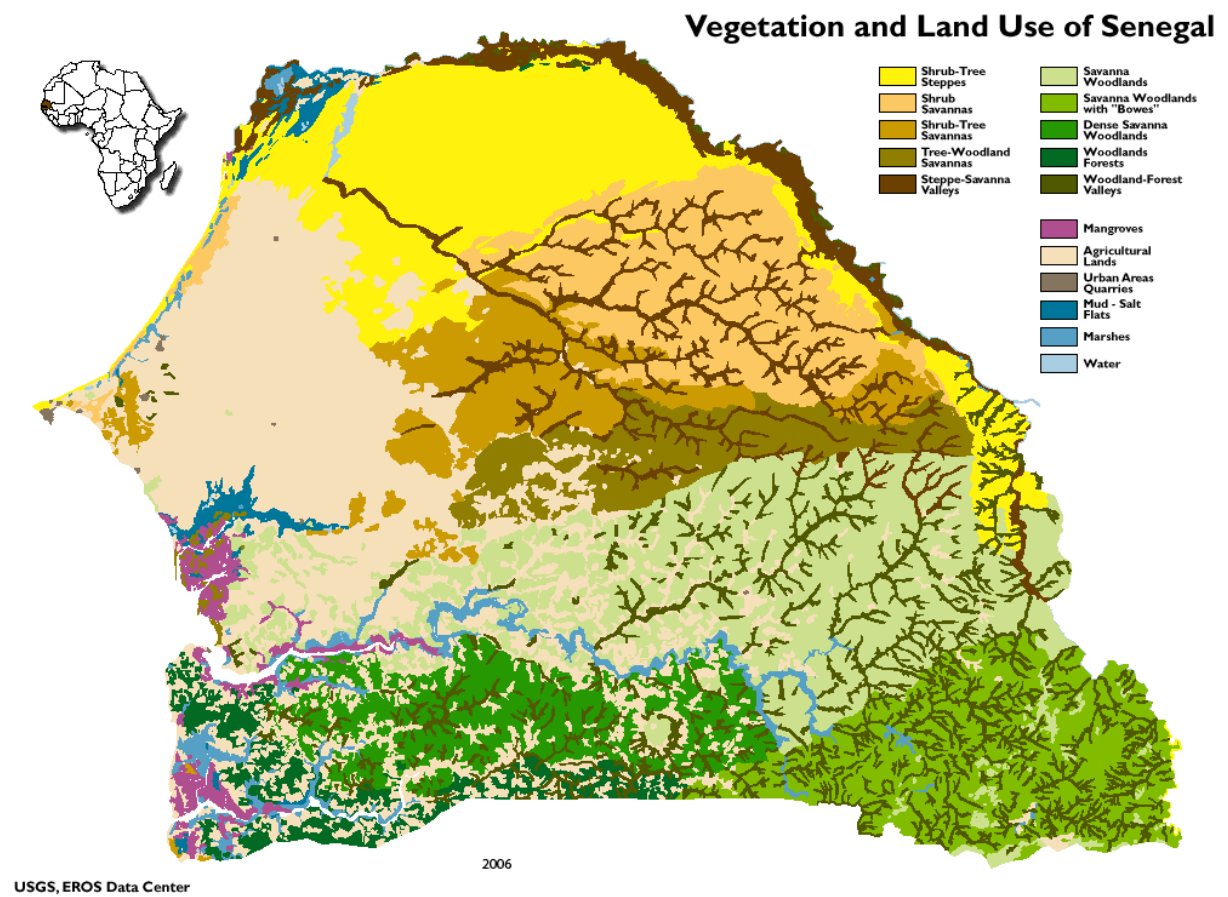 Vegetation and Land Use of Senegal
Shrub-Tree
Steppes
Shrub
Savannas
Shrub-Tree
Savannas
Tree-Woodland
Savannas
Steppe-Savanna
Valleys
Savanna
Woodlands
Savanna Woodlands
with "Bowes"
Dense Savanna
Woodlands
Woodlands
Forests
Woodland-Forest
Valleys
Mangroves
Agricultural
Lands
Urban Areas
Quarries
Mud - Salt
Flats
Marshes
Water
2006
USGS, EROS Data Center